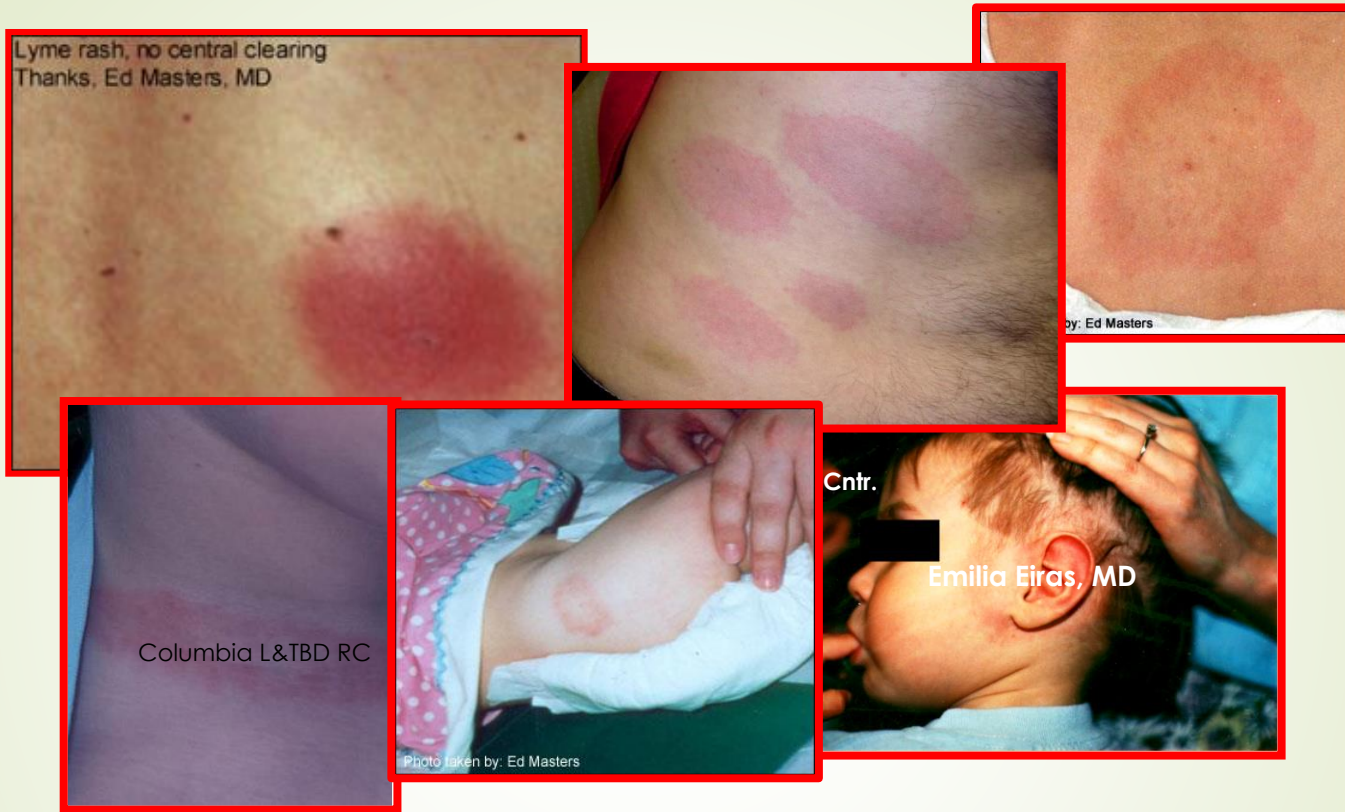 Lyme rash, no central clearing
Thanks, Ed Masters, MD
by: Ed Masters
Cntr.
Emilia Eiras, MD
Columbia L&TBD RC
Photo taken by: Ed Masters